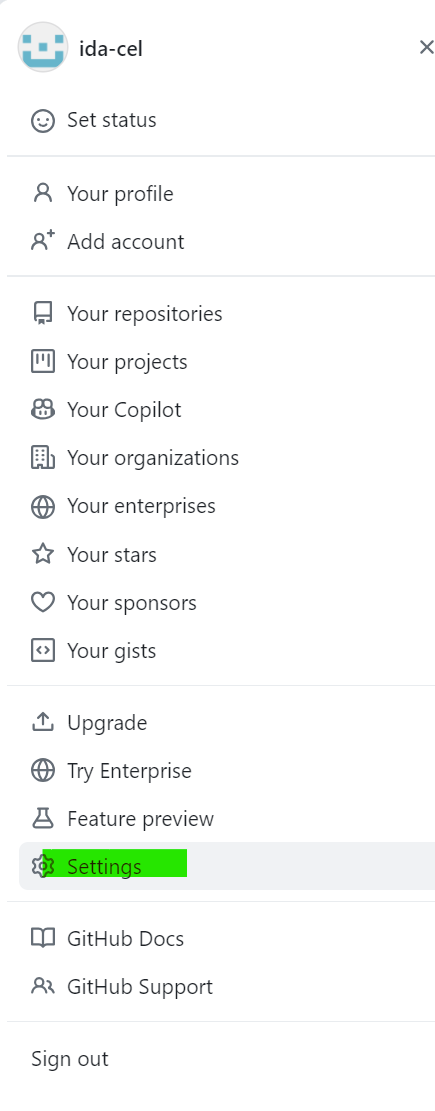 ida-cel
Set status
Your profile
Add account
Your repositories
Your projects
Your Copilot
Your organizations
Your enterprises
Your stars
Your sponsors
Your gists
Upgrade
Try Enterprise
Feature preview
Settings
GitHub Docs
GitHub Support
Sign out